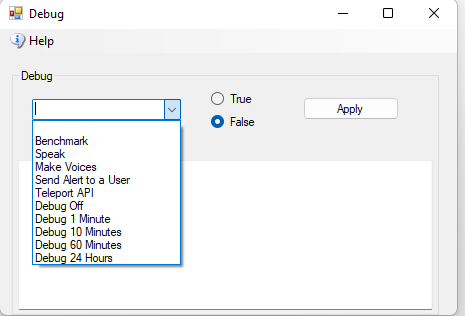 Debug
Help
Debug
True
False
Apply
Benchmark
Speak
Make Voices
Send Alert to a User
Teleport API
Debug Off
Debug 1 Minute
Debug 10 Minutes
Debug 60 Minutes
Debug 24 Hours